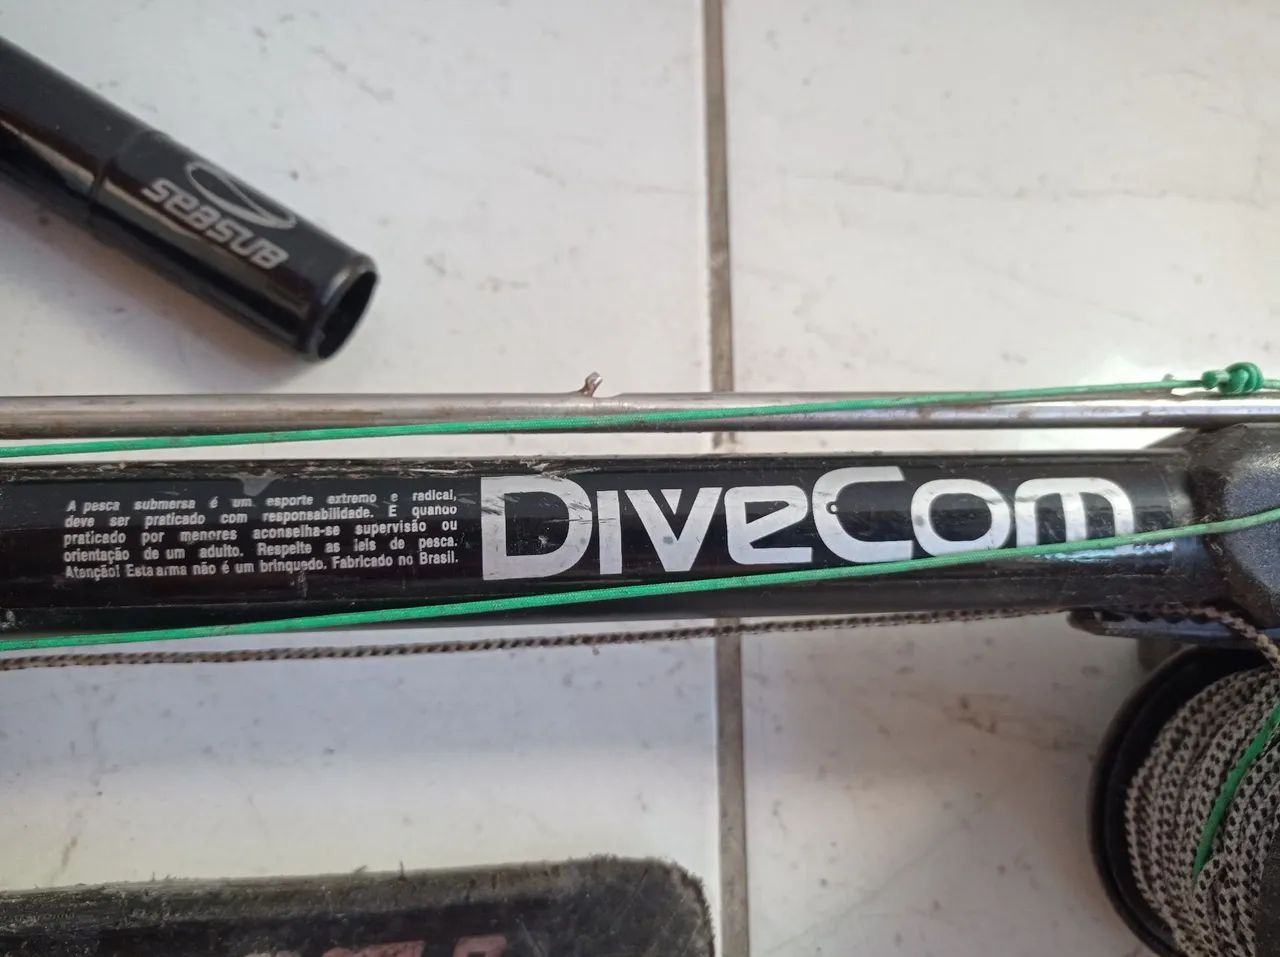 seasub
A pesca submersa é um esporte extremo e radical,
deve ser praticado com responsabilidade. E quando
praticado por menores aconselha-se supervisão ou
orientação de um adulto. Respeite as leis de pesca.
Atenção! Esta arma não é um brinquedo. Fabricado no Brasil.
DiveCom